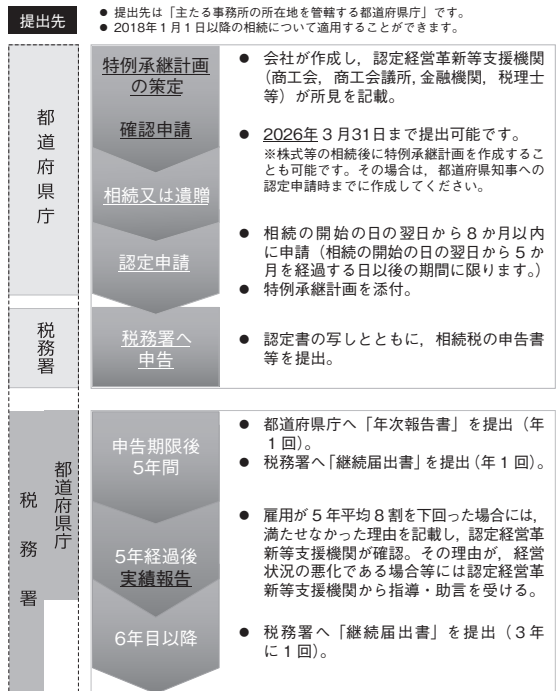 提出先
● 提出先は「主たる事務所の所在地を管轄する都道府県庁」です。
● 2018年1月1日以降の相続について適用することができます。
都道府県庁
特例承継計画
の策定
確認申請
● 会社が作成し，認定経営革新等支援機関
（商工会，商工会議所，金融機関，税理士
等）が所見を記載。
● 2026年3月31日まで提出可能です。
※株式等の相続後に特例承継計画を作成するこ
とも可能です。その場合は，都道府県知事への
認定申請時までに作成してください。
相続又は遺贈
認定申請
● 相続の開始の日の翌日から8か月以内
に申請（相続の開始の日の翌日から5か
月を経過する日以後の期間に限ります。）
● 特例承継計画を添付。
税務署
税務署へ
申告
● 認定書の写しとともに，相続税の申告書
等を提出。
税務署
都道府県庁
申告期限後
5年間
● 都道府県庁へ「年次報告書」を提出（年
1回）。
● 税務署へ「継続届出書」を提出（年1回）。
5年経過後
実績報告
● 雇用が5年平均8割を下回った場合には，
満たせなかった理由を記載し，認定経営革
新等支援機関が確認。その理由が，経営
状況の悪化である場合等には認定経営革
新等支援機関から指導・助言を受ける。
6年目以降
● 税務署へ「継続届出書」を提出（3年
に1回）。